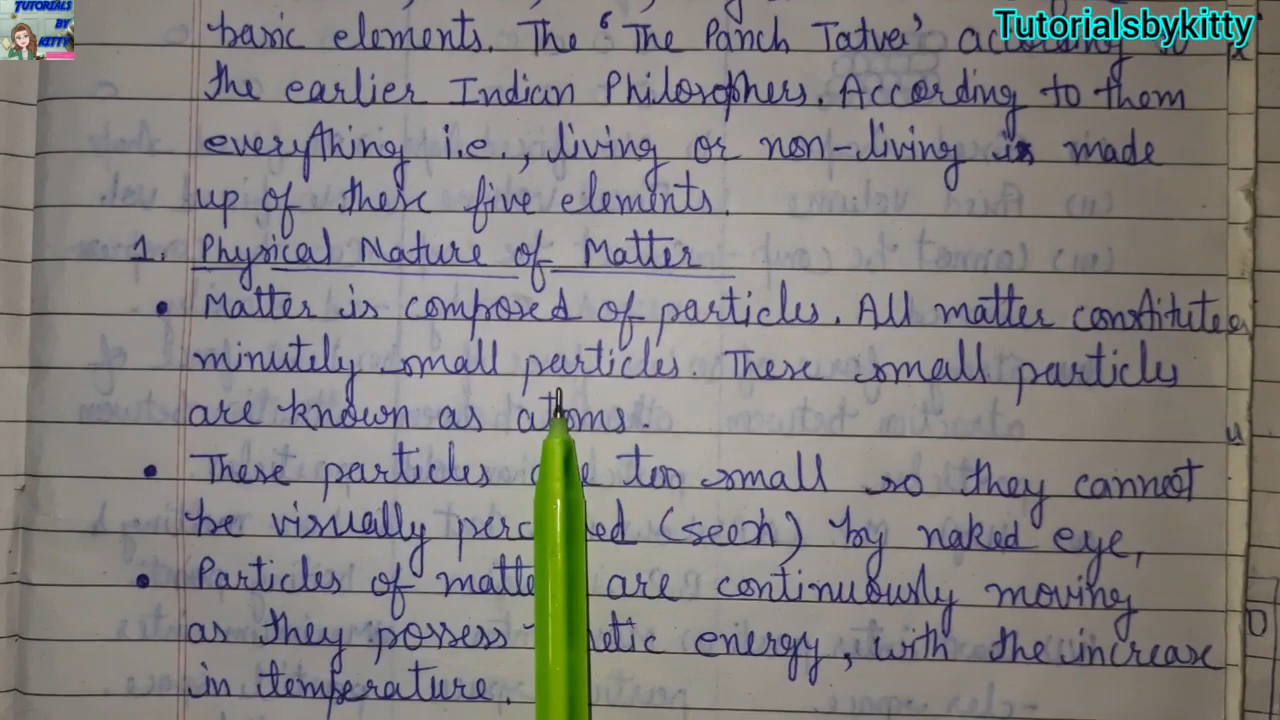 TUTORIALS
BY
KITTY
Tutorialsbykitty
basic elements. The ' The Panch Tatva' according to
the earlier Indian Philosophers. According to them
everything i.e., living or non-living is made
up of these five elements.
1. Physical Nature of Matter
• Matter is composed of particles. All matter constitutes
minutely small particles. These small particles
are known as atoms.
• These particles too small so they cannot
be visually (seen) by naked eye,
• Particles of are continuously moving
as they possess energy, with the increase
in temperature.